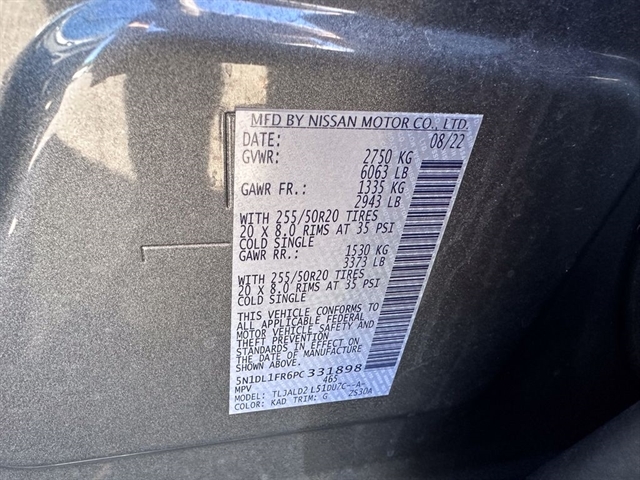 MFD BY NISSAN MOTOR CO., LTD.
DATE: 08/22
GVWR: 2750 KG
6063 LB
GAWR FR.: 1335 KG
2943 LB
WITH 255/50R20 TIRES
20 X 8.0 RIMS AT 35 PSI
COLD SINGLE
GAWR RR.: 1530 KG
3373 LB
WITH 255/50R20 TIRES
20 X 8.0 RIMS AT 35 PSI
COLD SINGLE
THIS VEHICLE CONFORMS TO
ALL APPLICABLE FEDERAL
MOTOR VEHICLE SAFETY AND
THEFT PREVENTION
STANDARDS IN EFFECT ON
THE DATE OF MANUFACTURE
SHOWN ABOVE.
5N1DL1FR6PC331898
MPV 465
MODEL: TLJALD2 L51DU7C--A-
COLOR: KAD TRIM: G ZS30A